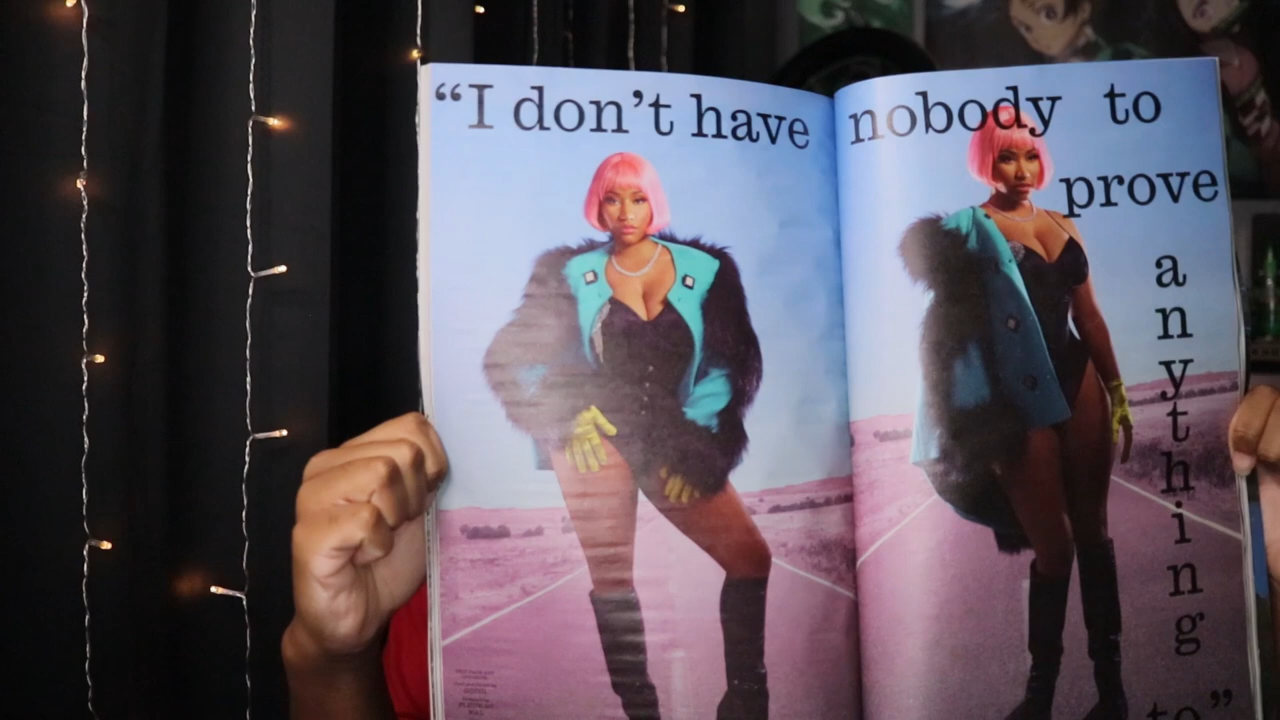 “I don’t have nobody to
prove
a
n
y
t
h
i
n
g
to”